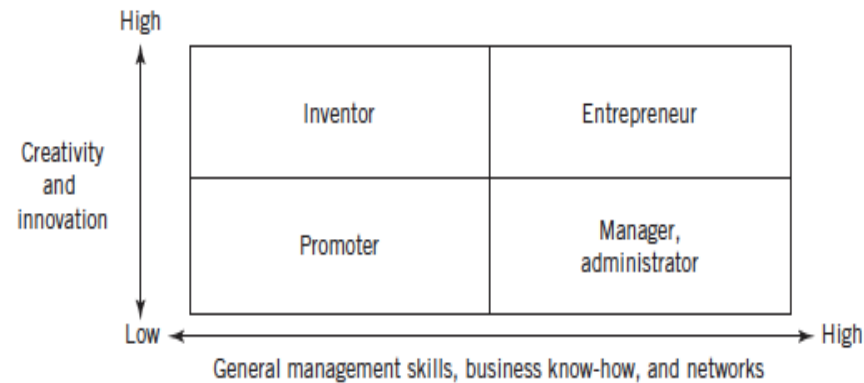 High
Inventor
Entrepreneur
Creativity
and
innovation
Promoter
Manager,
administrator
Low
High
General management skills, business know-how, and networks